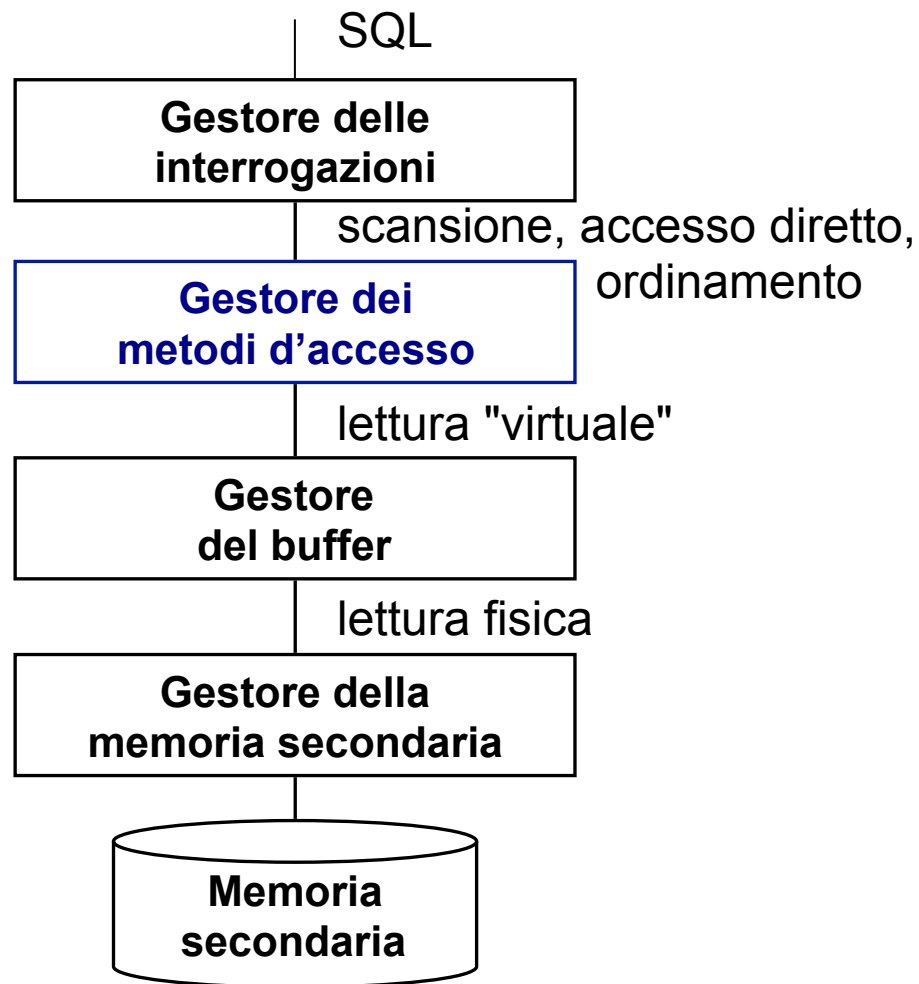 SQL
Gestore delle
interrogazioni
scansione, accesso diretto,
ordinamento
Gestore dei
metodi d’accesso
lettura "virtuale"
Gestore
del buffer
lettura fisica
Gestore della
memoria secondaria
Memoria
secondaria